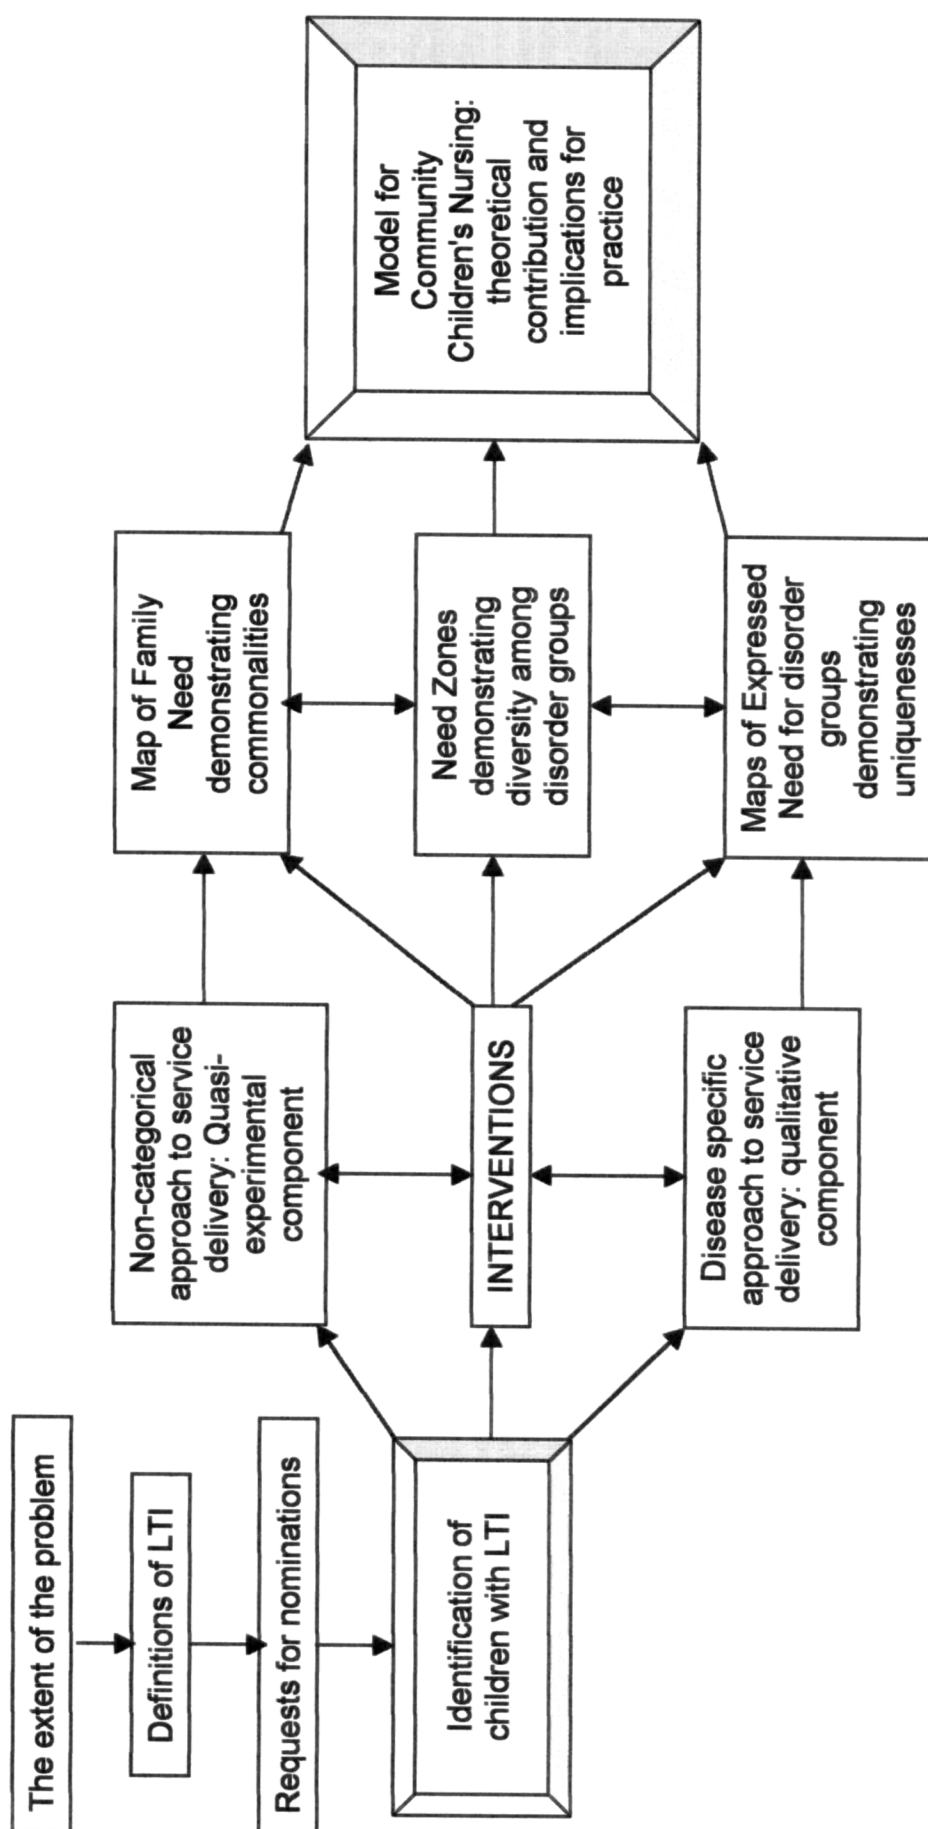 The extent of the problem
Definitions of LTI
Requests for nominations
Identification of
children with LTI
Non-categorical
approach to service
delivery: Quasi-
experimental
component
INTERVENTIONS
Disease specific
approach to service
delivery: qualitative
component
Map of Family
Need
demonstrating
commonalities
Need Zones
demonstrating
diversity among
disorder groups
Maps of Expressed
Need for disorder
groups
demonstrating
uniquenesses
Model for
Community
Children's Nursing:
theoretical
contribution and
implications for
practice